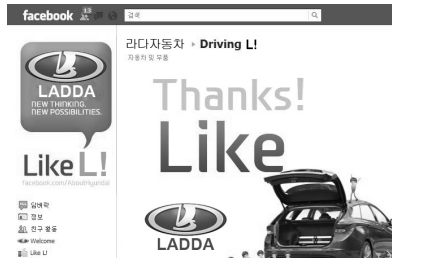 facebook 13 검색
라다자동차 ▸ Driving L!
자동차 및 부품
LADDA
NEW THINKING.
NEW POSSIBILITIES.
Like L!
facebook.com/AboutHyundai
담벼락
정보
친구 활동
Welcome
Like L!
Thanks!
Like
LADDA